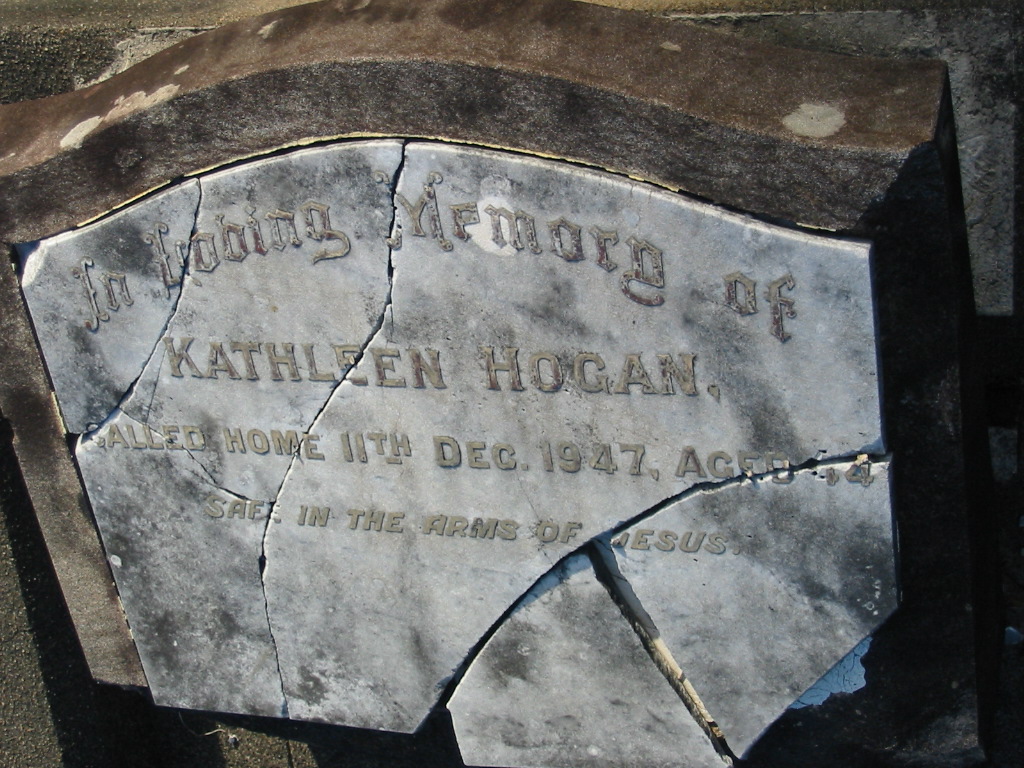 In Loving Memory of
KATHLEEN HOGAN,
CALLED HOME 11TH DEC. 1947, AGED
SAFE IN THE ARMS OF JESUS.